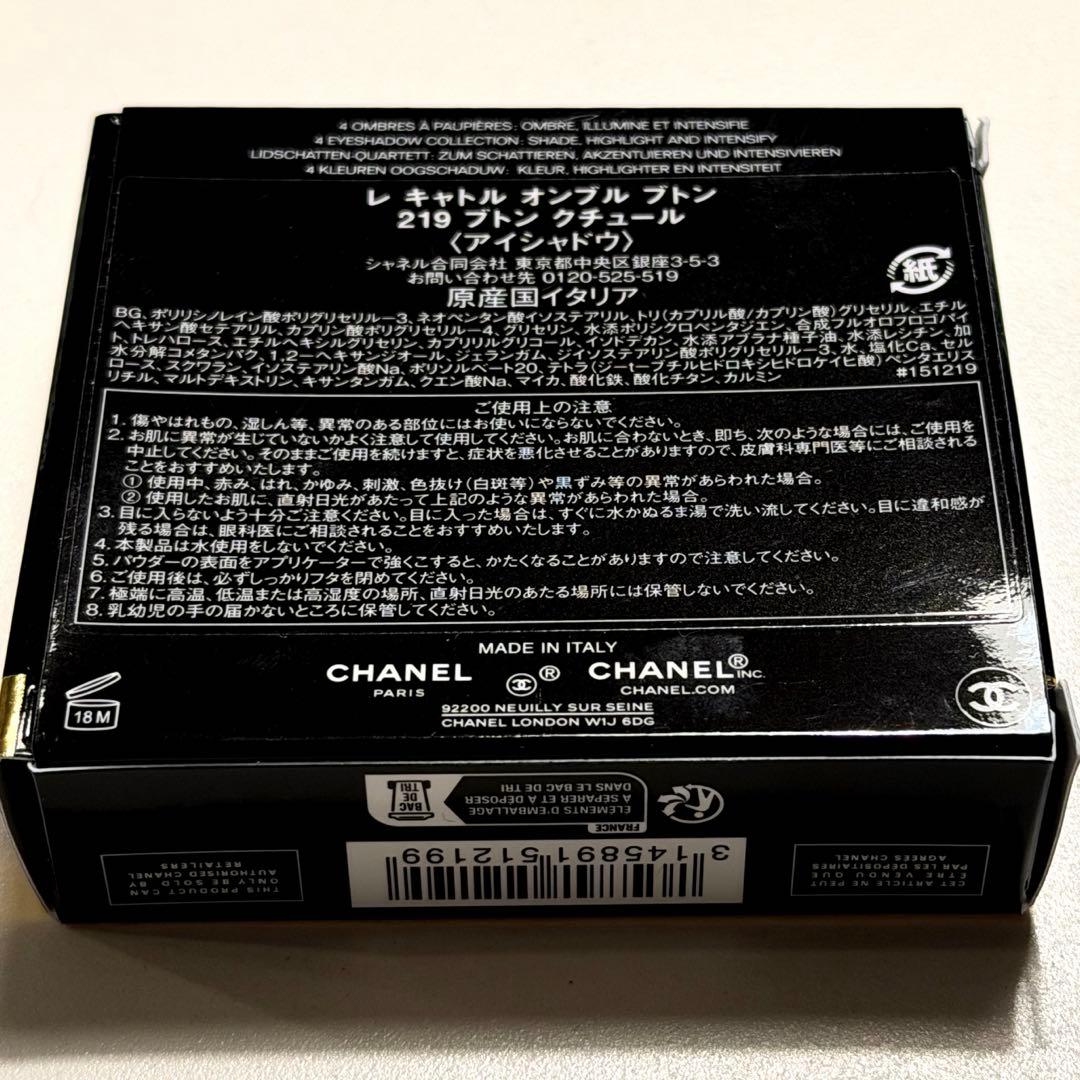 4 OMBRES À PAUPIÈRES: OMBRE, ILLUMINE ET INTENSIFIE
4 EYESHADOW COLLECTION: SHADE, HIGHLIGHT AND INTENSIFY
LIDSCHATTEN-QUARTETT: ZUM SCHATTIEREN, AKZENTUIEREN UND INTENSIVIEREN
4 KLEUREN OOGSCHADUW: KLEUR, HIGHLIGHTER EN INTENSITEIT
レ キャトル オンブル ブトン
219 ブトン クチュール
〈アイシャドウ〉
シャネル合同会社 東京都中央区銀座3-5-3
お問い合わせ先 0120-525-519
原産国イタリア
紙
BG、ポリリシノレイン酸ポリグリセリル-3、ネオペンタン酸イソステアリル、トリ(カプリル酸/カプリン酸)グリセリル、エチル
ヘキサン酸セテアリル、カプリン酸ポリグリセリル-4、グリセリン、水添ポリシクロペンタジエン、合成フルオロフロゴパイ
ト、トレハロース、エチルヘキシルグリセリン、カプリリルグリコール、イソドデカン、水添アブラナ種子油、水添レシチン、加
水分解コメタンパク、1,2-ヘキサンジオール、ジェランガム、ジイソステアリン酸ポリグリセリル-3、水、塩化Ca、セル
ロース、スクワラン、イソステアリン酸Na、ポリソルベート20、テトラ(ジ-t-ブチルヒドロキシヒドロケイヒ酸)ペンタエリス
リチル、マルトデキストリン、キサンタンガム、クエン酸Na、マイカ、酸化鉄、酸化チタン、カルミン
#151219
ご使用上の注意
1. 傷やはれもの、湿しん等、異常のある部位にはお使いにならないでください。
2. お肌に異常が生じていないかよく注意して使用してください。お肌に合わないとき、即ち、次のような場合には、ご使用を
中止してください。そのままご使用を続けますと、症状を悪化させることがありますので、皮膚科専門医等にご相談される
ことをおすすめいたします。
① 使用中、赤み、はれ、かゆみ、刺激、色抜け(白斑等)や黒ずみ等の異常があらわれた場合。
② 使用したお肌に、直射日光があたって上記のような異常があらわれた場合。
3. 目に入らないよう十分ご注意ください。目に入った場合は、すぐに水かぬるま湯で洗い流してください。目に違和感が
残る場合は、眼科医にご相談されることをおすすめいたします。
4. 本製品は水使用をしないでください。
5. パウダーの表面をアプリケーターで強くこすると、かたくなることがありますので注意してください。
6. ご使用後は、必ずしっかりフタを閉めてください。
7. 極端に高温、低温または高湿度の場所、直射日光のあたる場所には保管しないでください。
8. 乳幼児の手の届かないところに保管してください。
MADE IN ITALY
CHANEL
PARIS
®
CHANEL® INC.
CHANEL.COM
92200 NEUILLY SUR SEINE
CHANEL LONDON W1J 6DG
18 M
FRANCE
ÉLÉMENTS D'EMBALLAGE
À SÉPARER ET À DÉPOSER
DANS LE BAC DE TRI
BAC
DE
TRI
3 145891 512199
CET ARTICLE NE PEUT
ÊTRE VENDU QUE
PAR LES DÉPOSITAIRES
AGRÉÉS CHANEL
THIS PRODUCT CAN
ONLY BE SOLD BY
AUTHORISED CHANEL
RETAILERS